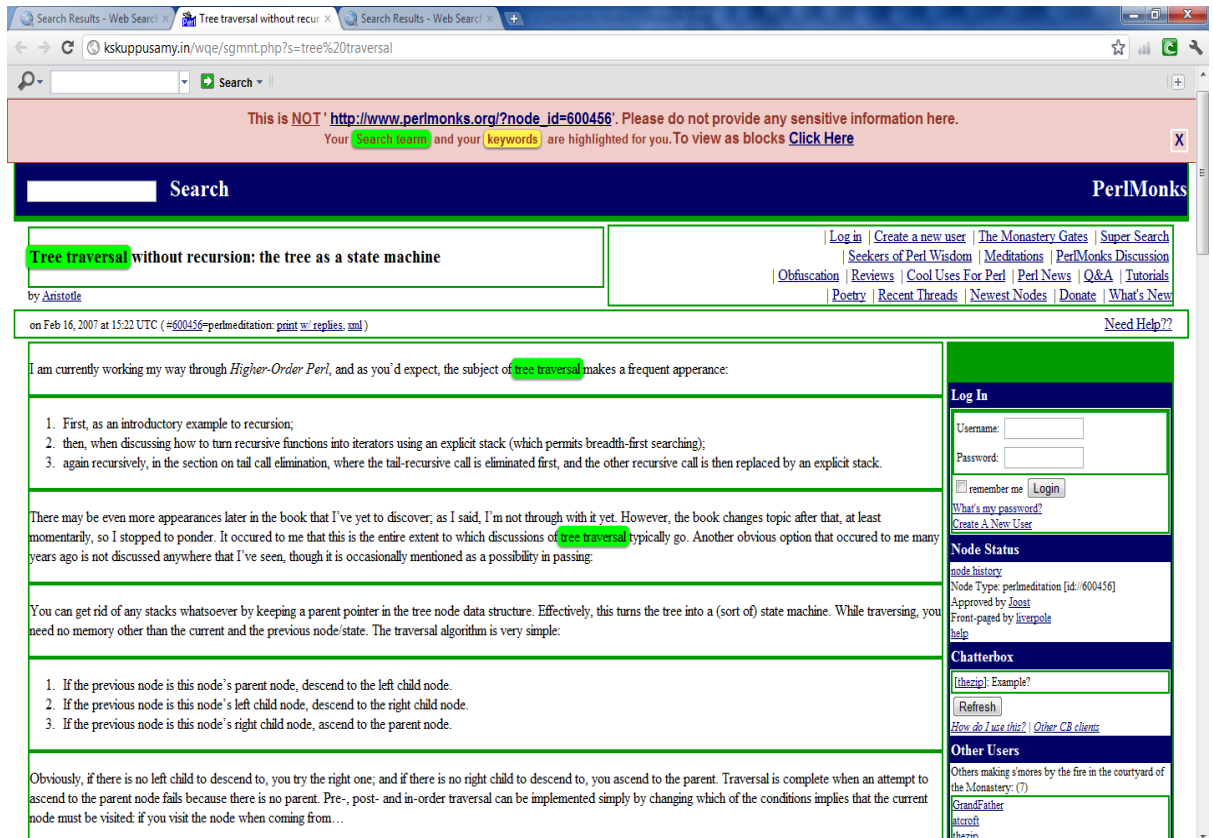 Search Results - Web Searc
Tree traversal without recur
Search Results - Web Searc
kskuppusamy.in/wqe/sgmnt.php?s=tree%20traversal
Search
This is NOT ' http://www.perlmonks.org/?node_id=600456'. Please do not provide any sensitive information here.
Your Search tearm and your keywords are highlighted for you.To view as blocks Click Here
X
Search
PerlMonks
Tree traversal without recursion: the tree as a state machine
by Aristotle
| Log in | Create a new user | The Monastery Gates | Super Search
| Seekers of Perl Wisdom | Meditations | PerlMonks Discussion
| Obfuscation | Reviews | Cool Uses For Perl | Perl News | Q&A | Tutorials
| Poetry | Recent Threads | Newest Nodes | Donate | What's New
on Feb 16, 2007 at 15:22 UTC ( #600456=perlmeditation: print w/ replies, xml )
Need Help??
I am currently working my way through Higher-Order Perl, and as you'd expect, the subject of tree traversal makes a frequent apperance:
1. First, as an introductory example to recursion;
2. then, when discussing how to turn recursive functions into iterators using an explicit stack (which permits breadth-first searching);
3. again recursively, in the section on tail call elimination, where the tail-recursive call is eliminated first, and the other recursive call is then replaced by an explicit stack.
There may be even more appearances later in the book that I've yet to discover; as I said, I'm not through with it yet. However, the book changes topic after that, at least
momentarily, so I stopped to ponder. It occured to me that this is the entire extent to which discussions of tree traversal typically go. Another obvious option that occured to me many
years ago is not discussed anywhere that I've seen, though it is occasionally mentioned as a possibility in passing:
You can get rid of any stacks whatsoever by keeping a parent pointer in the tree node data structure. Effectively, this turns the tree into a (sort of) state machine. While traversing, you
need no memory other than the current and the previous node/state. The traversal algorithm is very simple:
1. If the previous node is this node's parent node, descend to the left child node.
2. If the previous node is this node's left child node, descend to the right child node.
3. If the previous node is this node's right child node, ascend to the parent node.
Obviously, if there is no left child to descend to, you try the right one; and if there is no right child to descend to, you ascend to the parent. Traversal is complete when an attempt to
ascend to the parent node fails because there is no parent. Pre-, post- and in-order traversal can be implemented simply by changing which of the conditions implies that the current
node must be visited: if you visit the node when coming from…
Log In
Username:
Password:
remember me Login
What's my password?
Create A New User
Node Status
node history
Node Type: perlmeditation [id://600456]
Approved by Joost
Front-paged by liverpole
help
Chatterbox
[thezip]: Example?
Refresh
How do I use this? | Other CB clients
Other Users
Others making s'mores by the fire in the courtyard of
the Monastery: (7)
GrandFather
atcroft
thezip